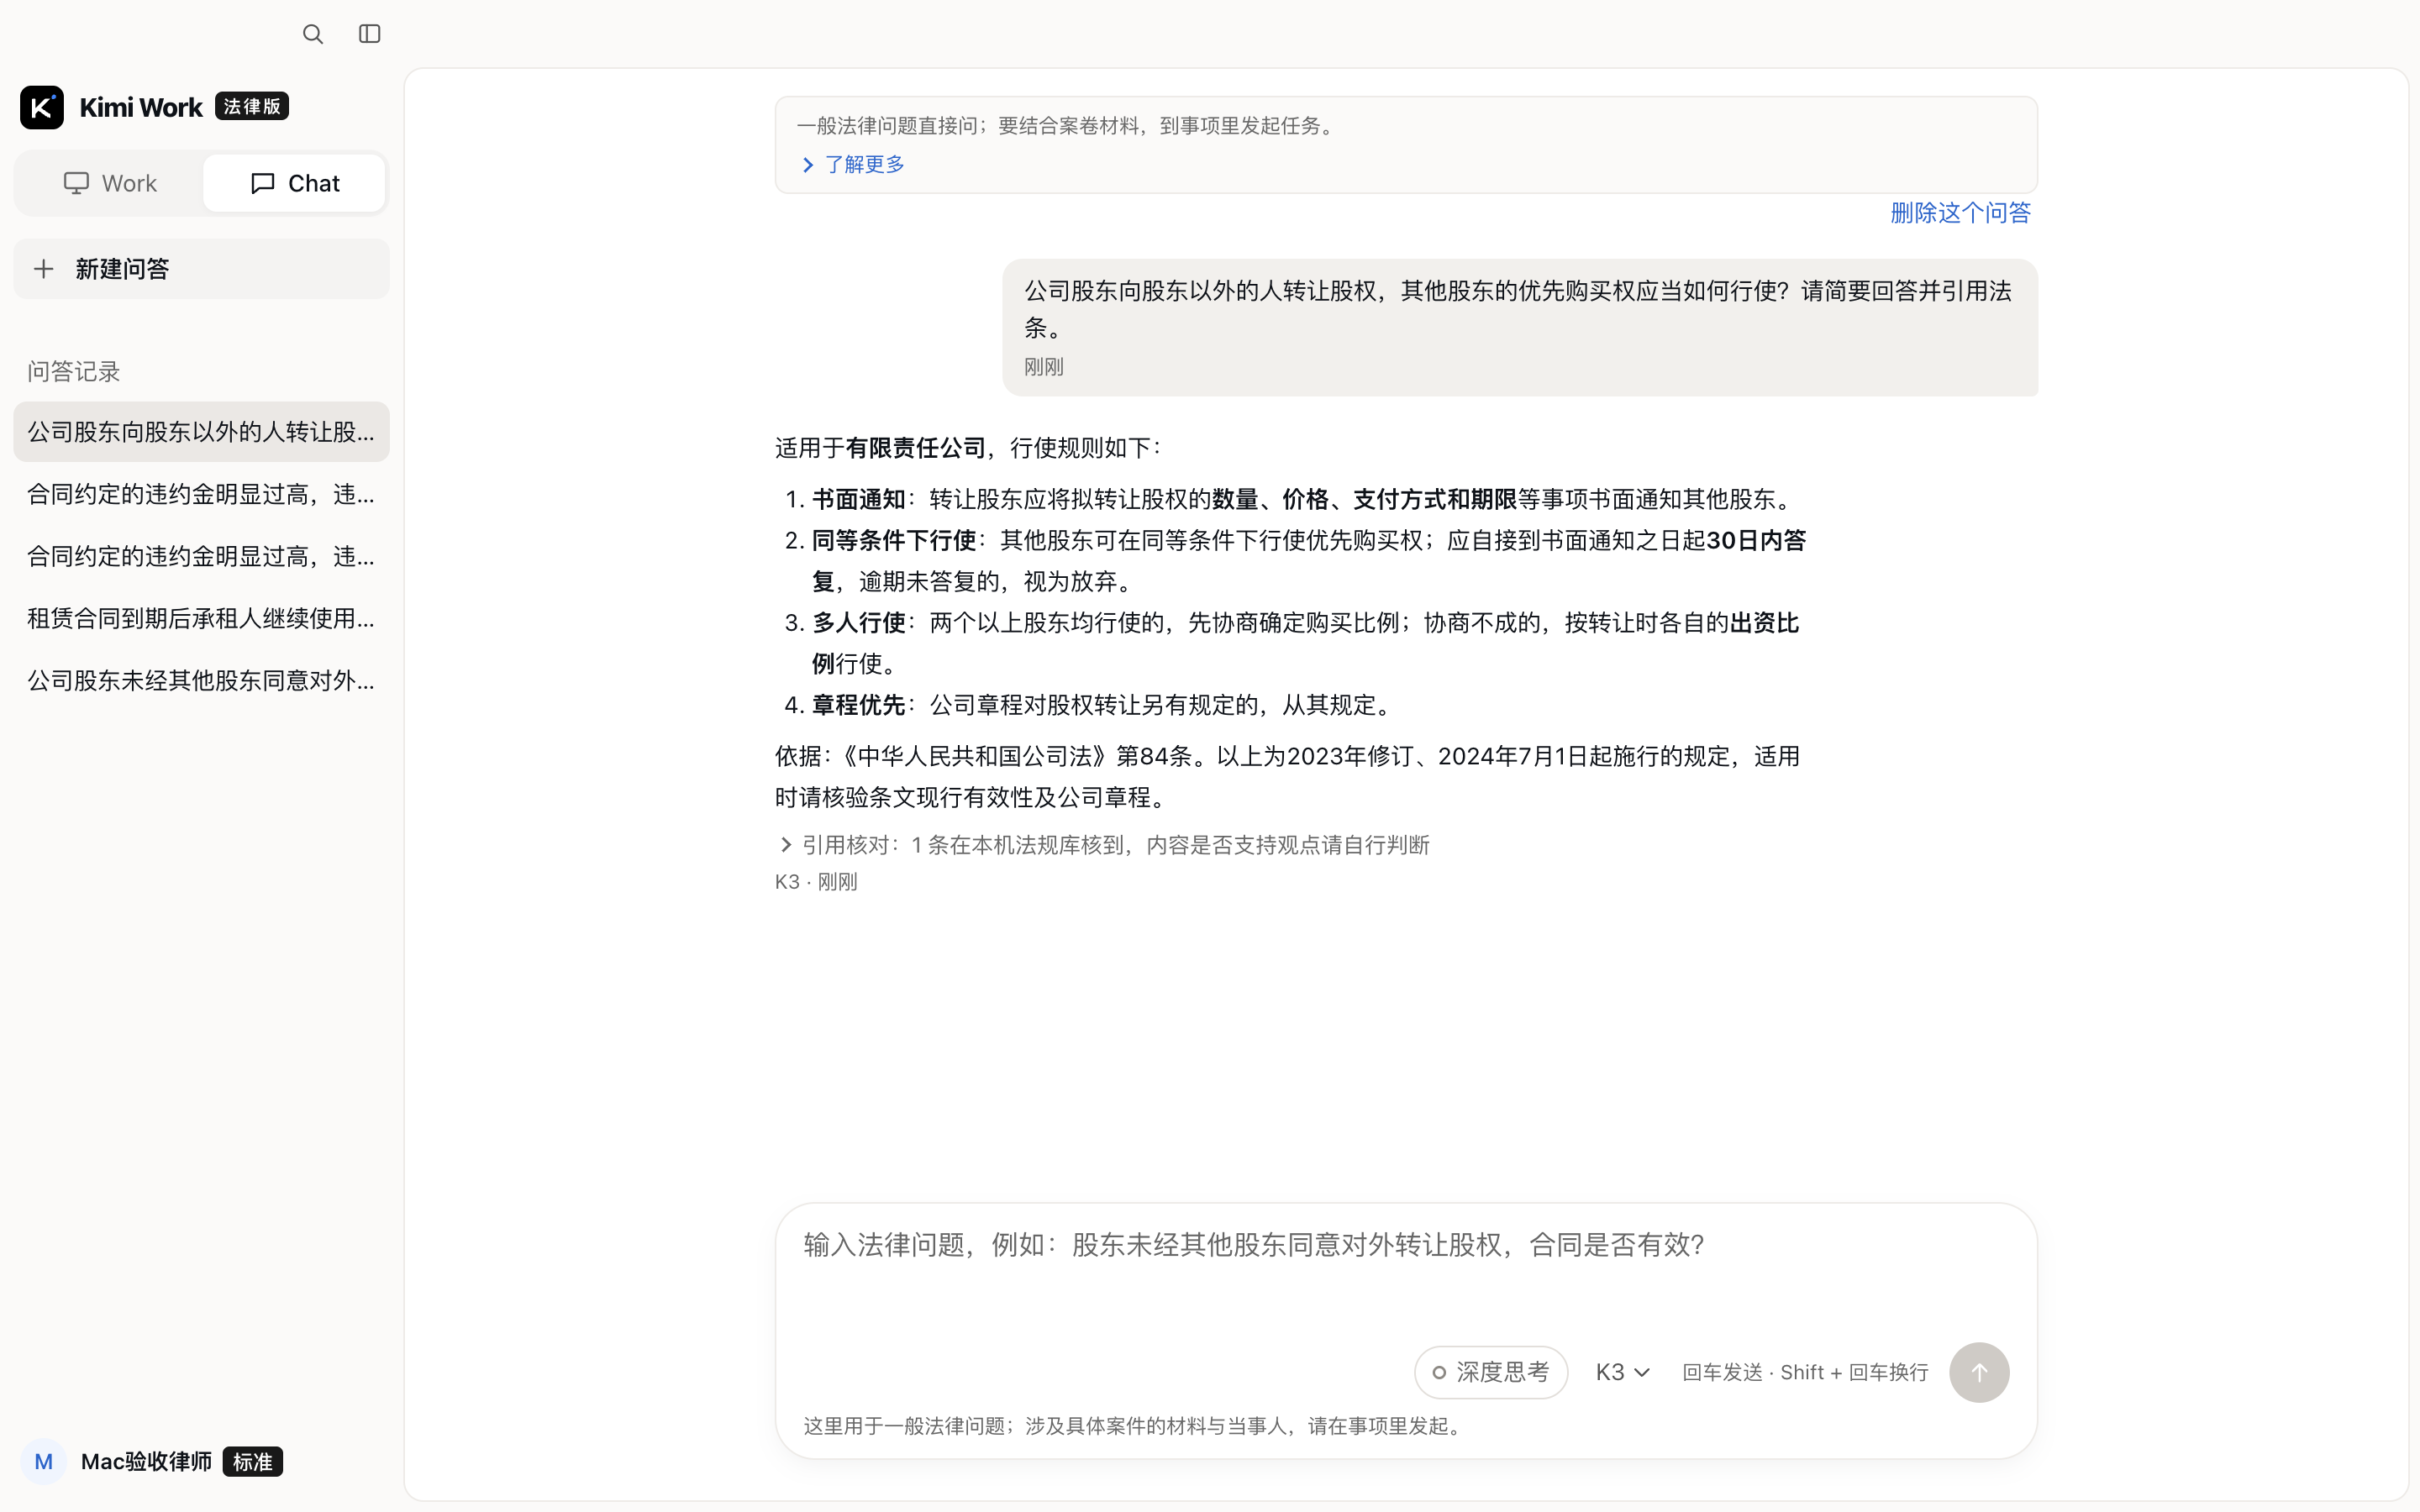 Kimi Work 法律版
Work
Chat
新建问答
问答记录
公司股东向股东以外的人转让股...
合同约定的违约金明显过高，违...
合同约定的违约金明显过高，违...
租赁合同到期后承租人继续使用...
公司股东未经其他股东同意对外...
M Mac验收律师 标准
一般法律问题直接问；要结合案卷材料，到事项里发起任务。
了解更多
删除这个问答
公司股东向股东以外的人转让股权，其他股东的优先购买权应当如何行使？请简要回答并引用法
条。
刚刚
适用于有限责任公司，行使规则如下：
1. 书面通知：转让股东应将拟转让股权的数量、价格、支付方式和期限等事项书面通知其他股东。
2. 同等条件下行使：其他股东可在同等条件下行使优先购买权；应自接到书面通知之日起30日内答
复，逾期未答复的，视为放弃。
3. 多人行使：两个以上股东均行使的，先协商确定购买比例；协商不成的，按转让时各自的出资比
例行使。
4. 章程优先：公司章程对股权转让另有规定的，从其规定。
依据：《中华人民共和国公司法》第84条。以上为2023年修订、2024年7月1日起施行的规定，适用
时请核验条文现行有效性及公司章程。
引用核对：1 条在本机法规库核到，内容是否支持观点请自行判断
K3 · 刚刚
输入法律问题，例如：股东未经其他股东同意对外转让股权，合同是否有效？
深度思考 K3 回车发送 · Shift + 回车换行
这里用于一般法律问题；涉及具体案件的材料与当事人，请在事项里发起。